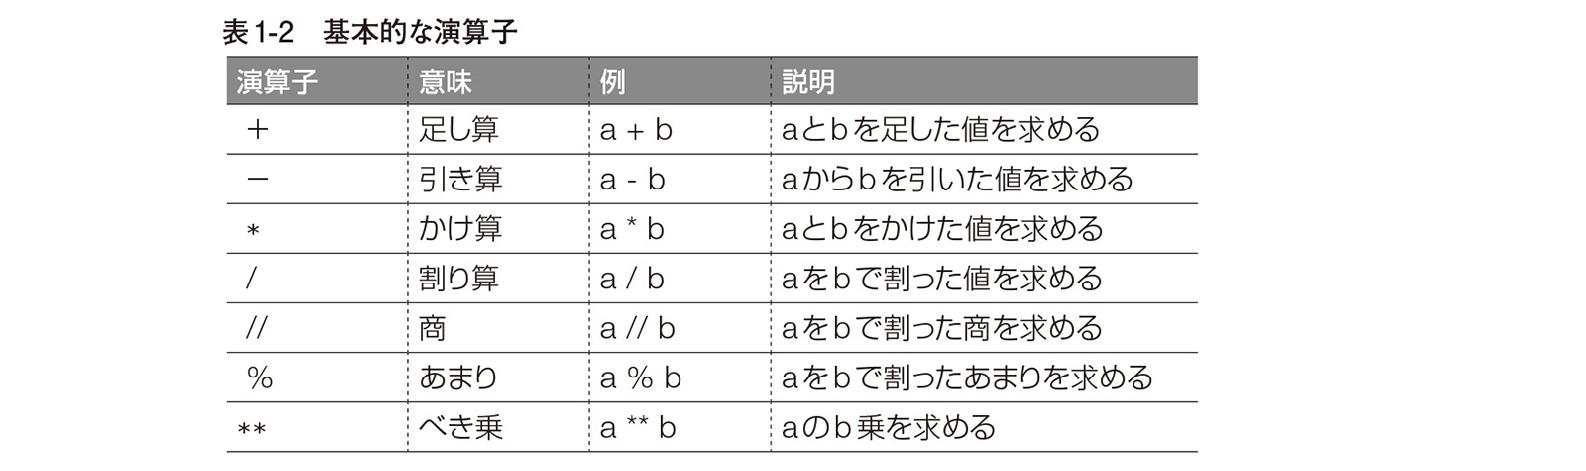 表1-2 基本的な演算子
演算子 意味 例 説明
+ 足し算 a + b aとbを足した値を求める
− 引き算 a - b aからbを引いた値を求める
* かけ算 a * b aとbをかけた値を求める
/ 割り算 a / b aをbで割った値を求める
// 商 a // b aをbで割った商を求める
% あまり a % b aをbで割ったあまりを求める
** べき乗 a ** b aのb乗を求める